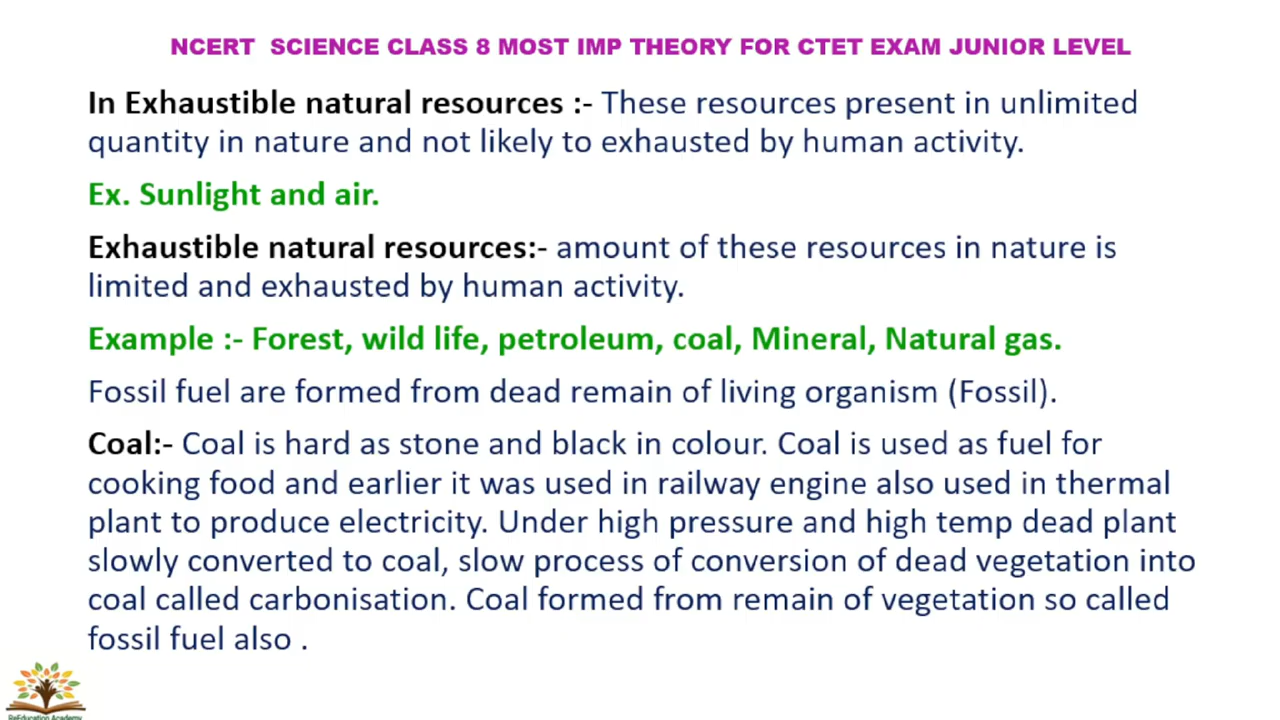 NCERT SCIENCE CLASS 8 MOST IMP THEORY FOR CTET EXAM JUNIOR LEVEL
In Exhaustible natural resources :- These resources present in unlimited
quantity in nature and not likely to exhausted by human activity.
Ex. Sunlight and air.
Exhaustible natural resources:- amount of these resources in nature is
limited and exhausted by human activity.
Example :- Forest, wild life, petroleum, coal, Mineral, Natural gas.
Fossil fuel are formed from dead remain of living organism (Fossil).
Coal:- Coal is hard as stone and black in colour. Coal is used as fuel for
cooking food and earlier it was used in railway engine also used in thermal
plant to produce electricity. Under high pressure and high temp dead plant
slowly converted to coal, slow process of conversion of dead vegetation into
coal called carbonisation. Coal formed from remain of vegetation so called
fossil fuel also .
Academy